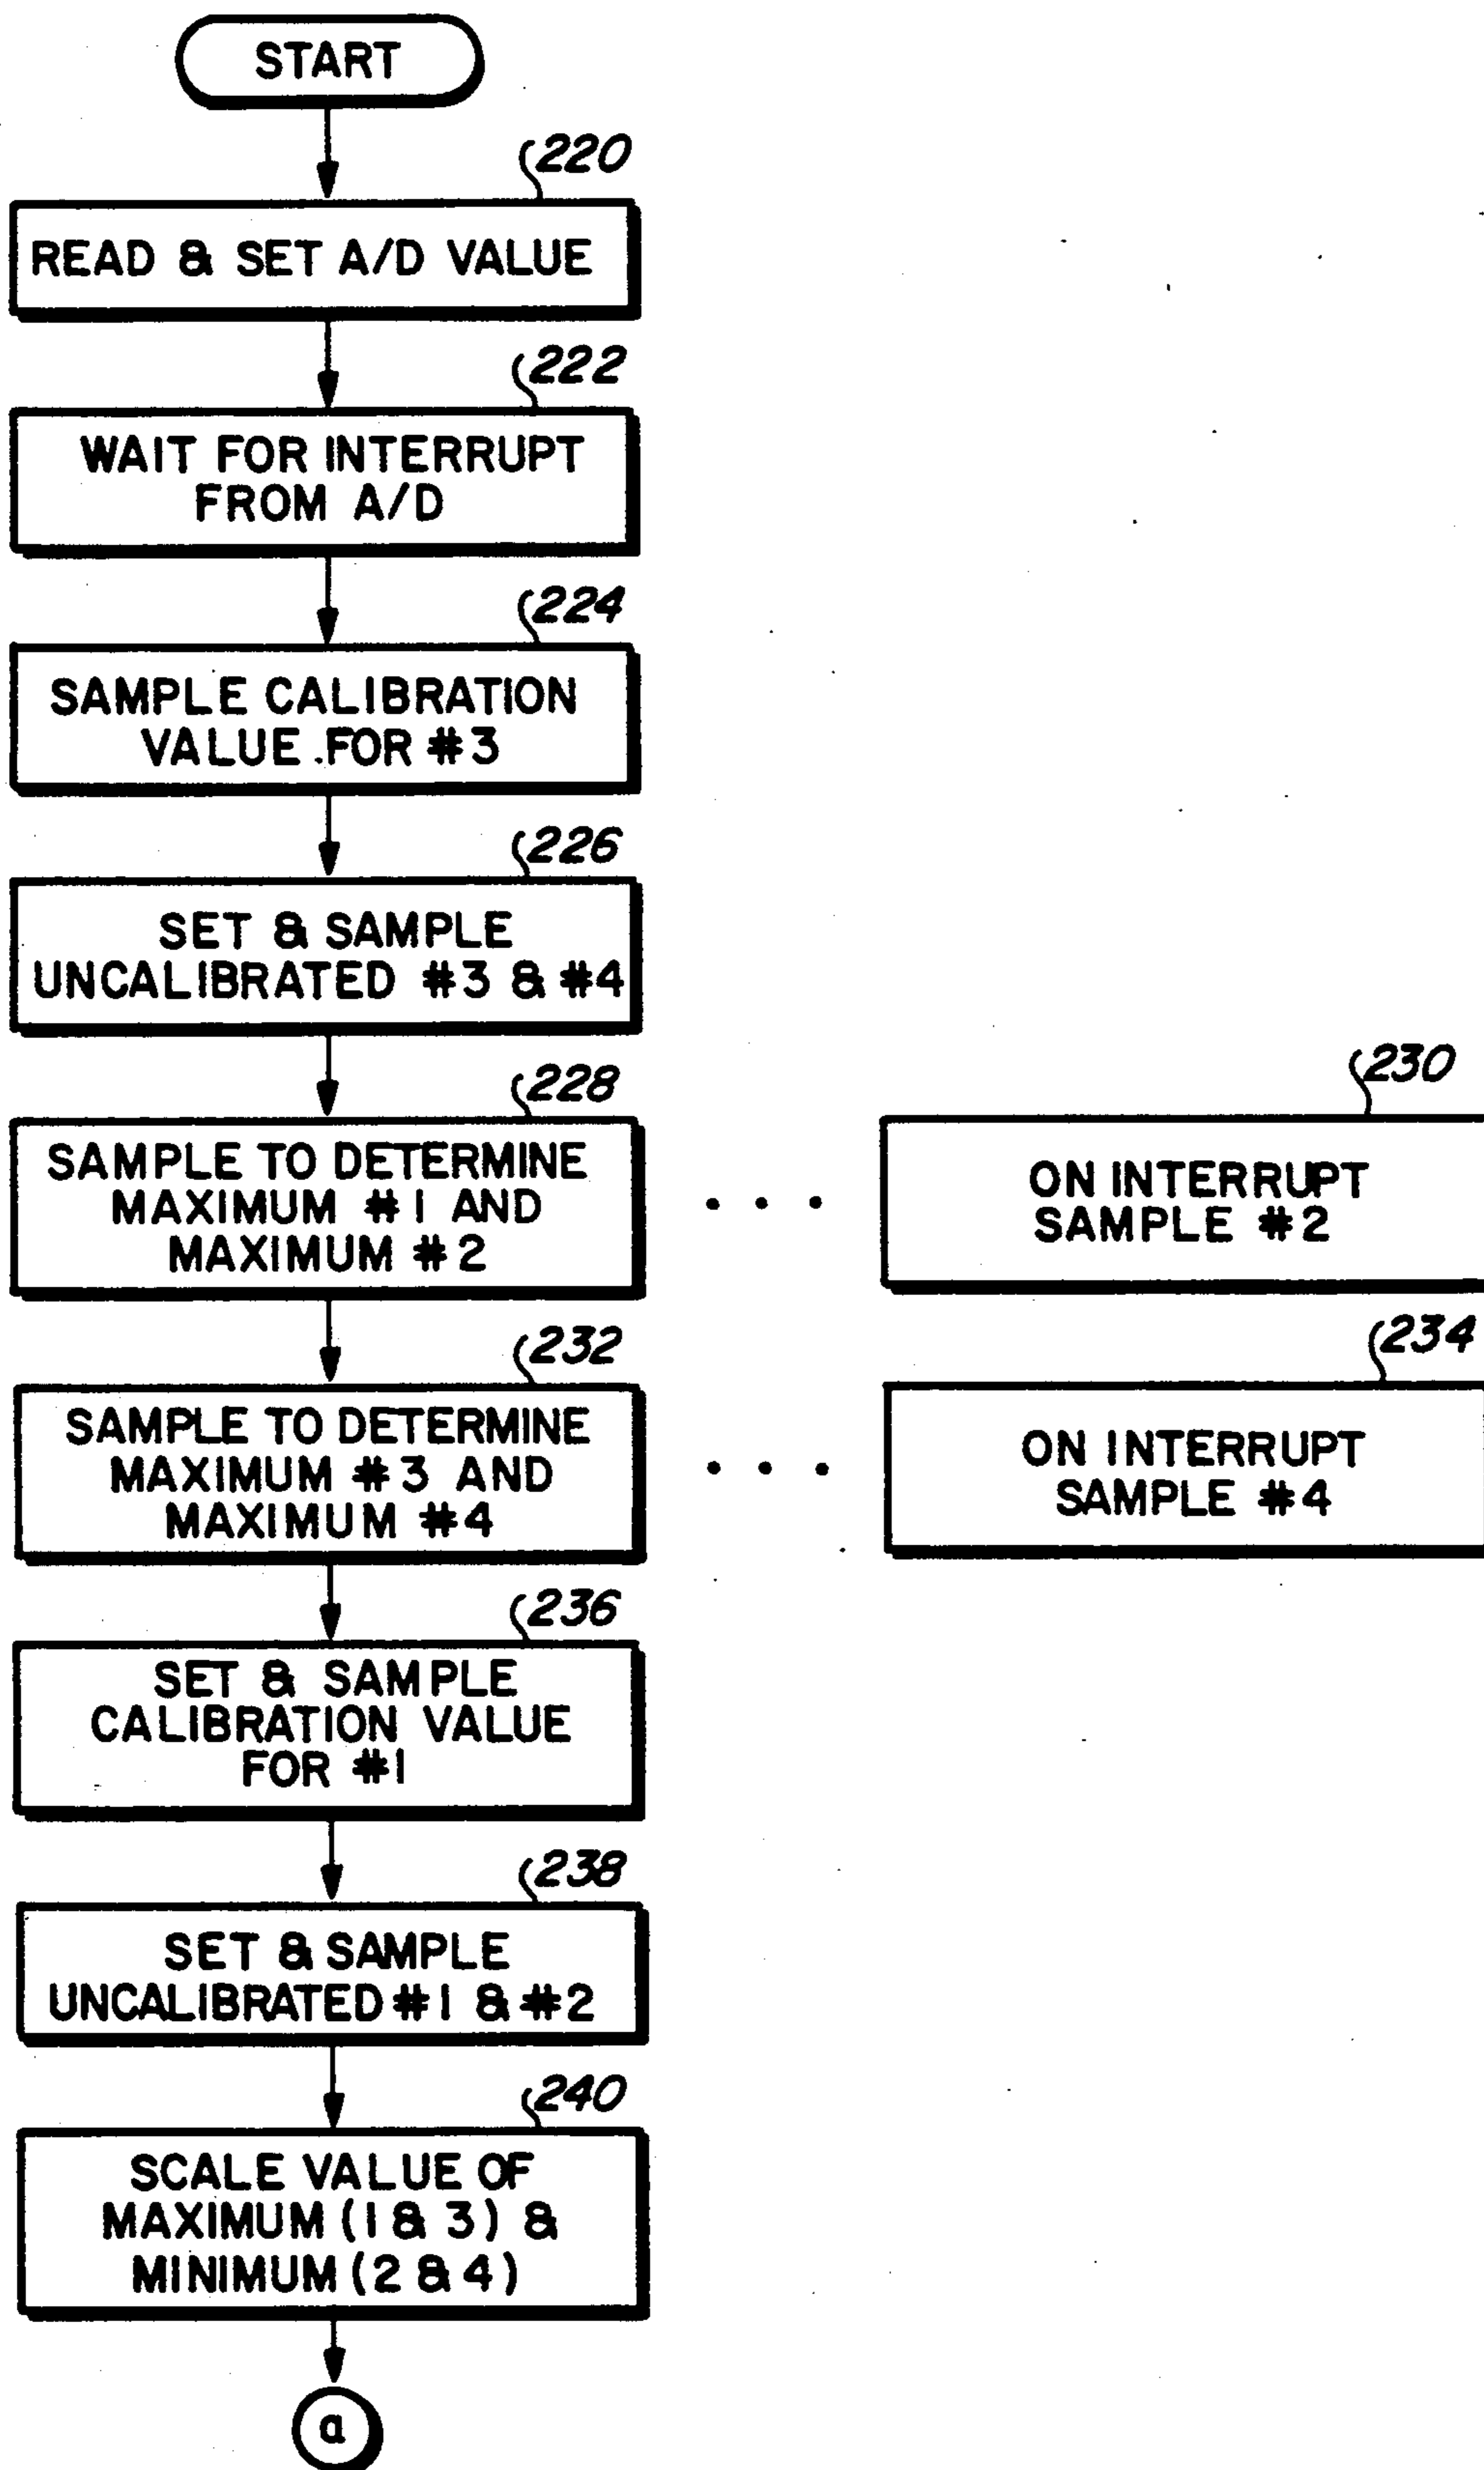 START
220
READ & SET A/D VALUE
222
WAIT FOR INTERRUPT
FROM A/D
224
SAMPLE CALIBRATION
VALUE FOR #3
226
SET & SAMPLE
UNCALIBRATED #3 & #4
228
SAMPLE TO DETERMINE
MAXIMUM #1 AND
MAXIMUM #2
• • •
230
ON INTERRUPT
SAMPLE #2
232
SAMPLE TO DETERMINE
MAXIMUM #3 AND
MAXIMUM #4
• • •
234
ON INTERRUPT
SAMPLE #4
236
SET & SAMPLE
CALIBRATION VALUE
FOR #1
238
SET & SAMPLE
UNCALIBRATED #1 & #2
240
SCALE VALUE OF
MAXIMUM (1 & 3) &
MINIMUM (2 & 4)
a